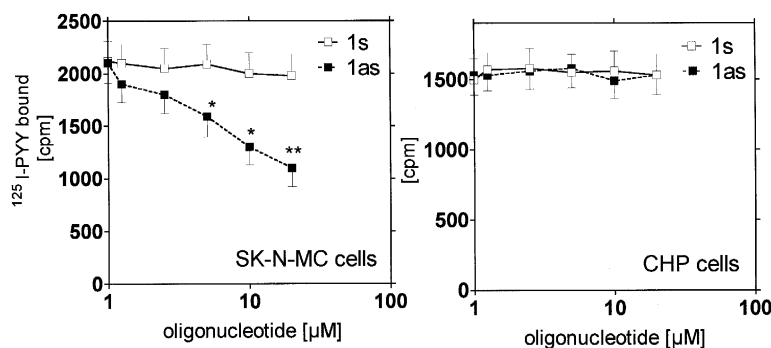 2500
2000
1500
1000
500
0
¹²⁵I-PYY bound
[cpm]
1s
1as
*
*
**
SK-N-MC cells
1
10
100
oligonucleotide [µM]
1500
1000
500
0
[cpm]
1s
1as
CHP cells
1
10
100
oligonucleotide [µM]